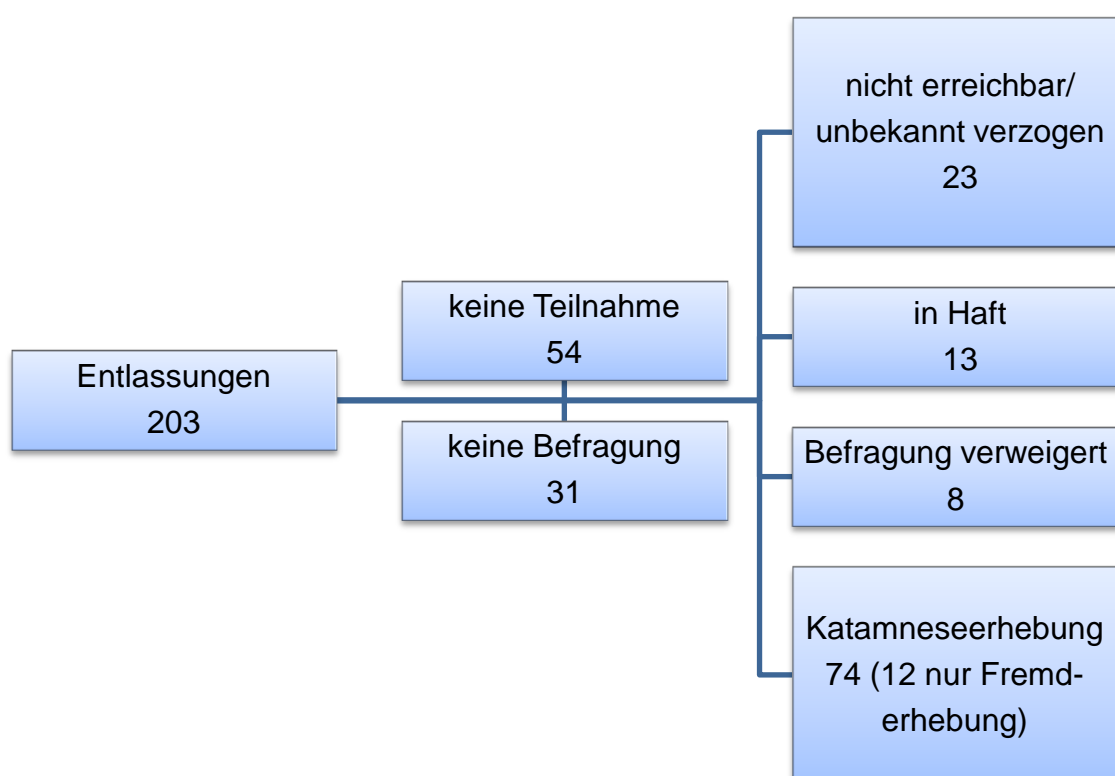 Entlassungen
203
keine Teilnahme
54
keine Befragung
31
nicht erreichbar/
unbekannt verzogen
23
in Haft
13
Befragung verweigert
8
Katamneseerhebung
74 (12 nur Fremd-
erhebung)